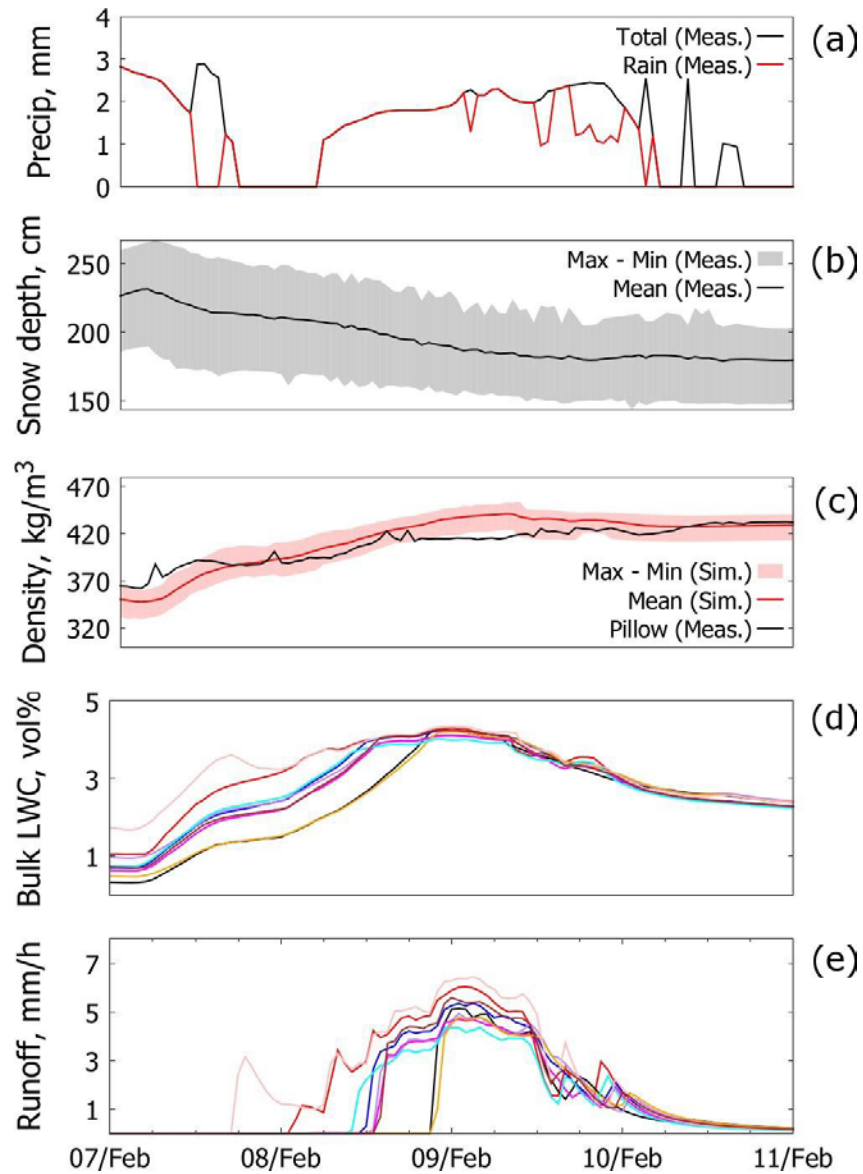 (a)
Precip, mm
4
3
2
1
0
Total (Meas.)
Rain (Meas.)
(b)
Snow depth, cm
250
200
150
Max - Min (Meas.)
Mean (Meas.)
(c)
Density, kg/m³
470
420
370
320
Max - Min (Sim.)
Mean (Sim.)
Pillow (Meas.)
(d)
Bulk LWC, vol%
5
3
1
(e)
Runoff, mm/h
7
5
3
1
07/Feb 08/Feb 09/Feb 10/Feb 11/Feb